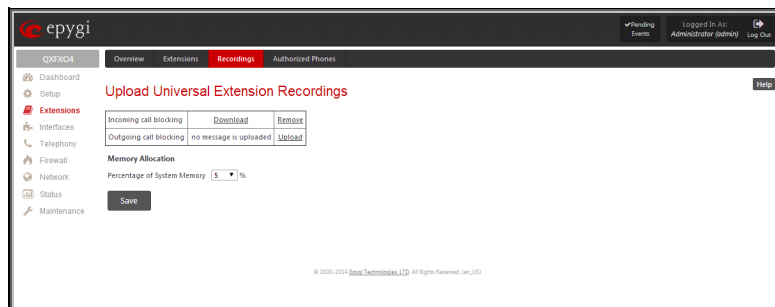 epygi
Pending Events
Logged In As: Administrator (admin)
Log Out
QXFXO4
Overview Extensions Recordings Authorized Phones
Dashboard
Setup
Extensions
Interfaces
Telephony
Firewall
Network
Status
Maintenance
Help
Upload Universal Extension Recordings
Incoming call blocking Download Remove
Outgoing call blocking no message is uploaded Upload
Memory Allocation
Percentage of System Memory 5 %
Save
© 2000-2014 Epygi Technologies, LTD. All Rights Reserved. (en_US)